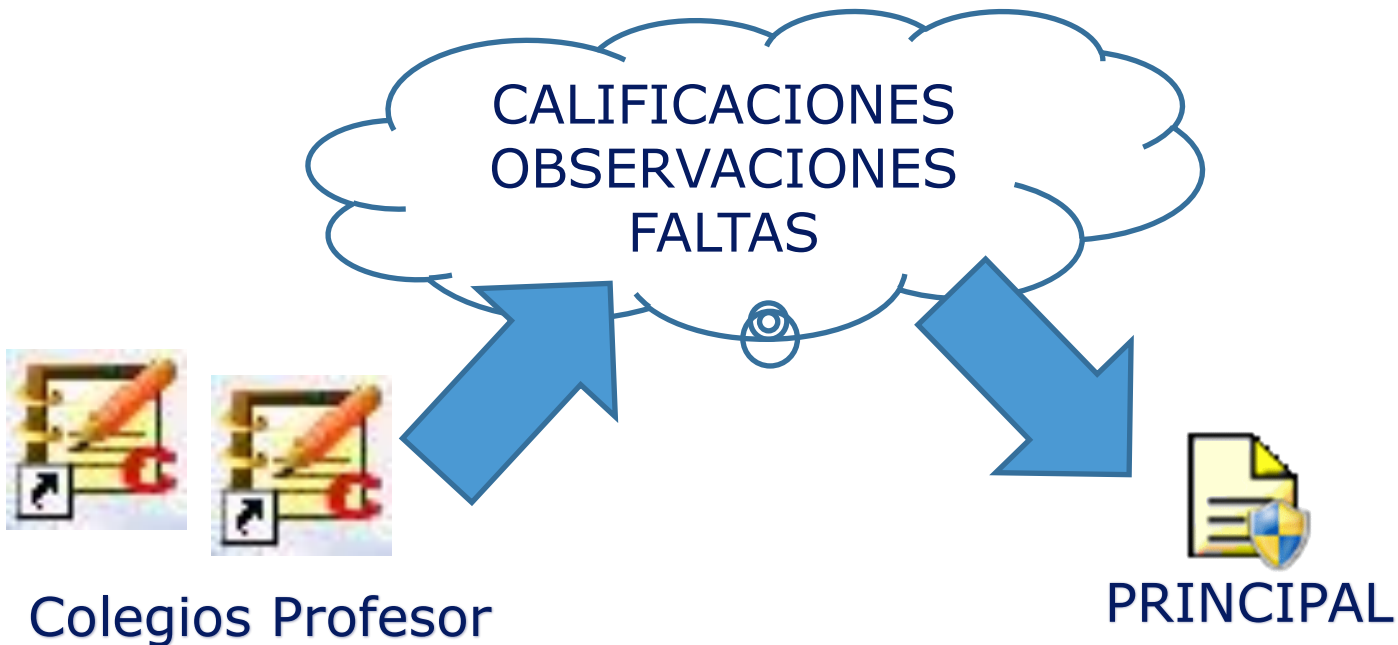 CALIFICACIONES
OBSERVACIONES
FALTAS
Colegios Profesor
PRINCIPAL